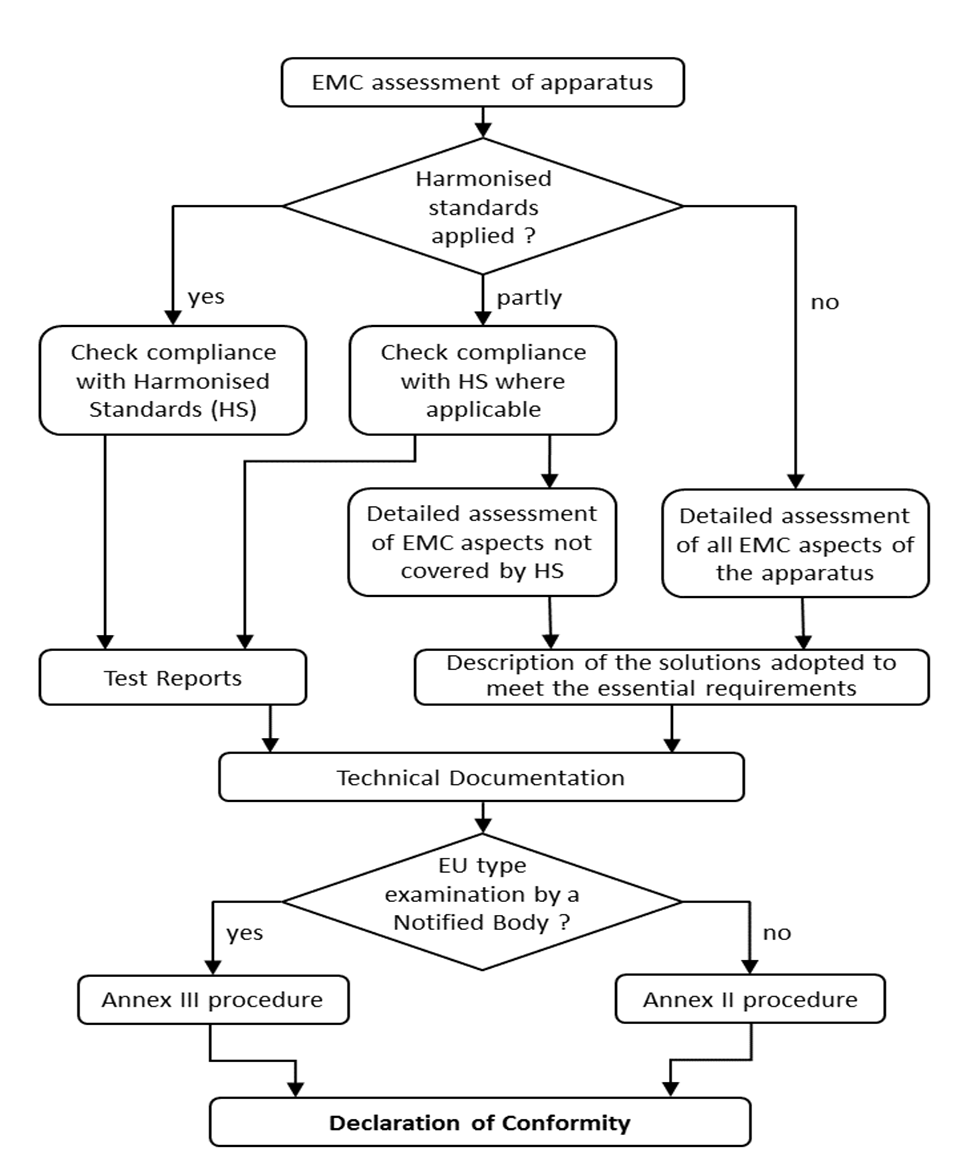 EMC assessment of apparatus
Harmonised
standards
applied ?
yes
partly
no
Check compliance
with Harmonised
Standards (HS)
Check compliance
with HS where
applicable
Detailed assessment
of EMC aspects not
covered by HS
Detailed assessment
of all EMC aspects of
the apparatus
Test Reports
Description of the solutions adopted to
meet the essential requirements
Technical Documentation
EU type
examination by a
Notified Body ?
yes
no
Annex III procedure
Annex II procedure
Declaration of Conformity